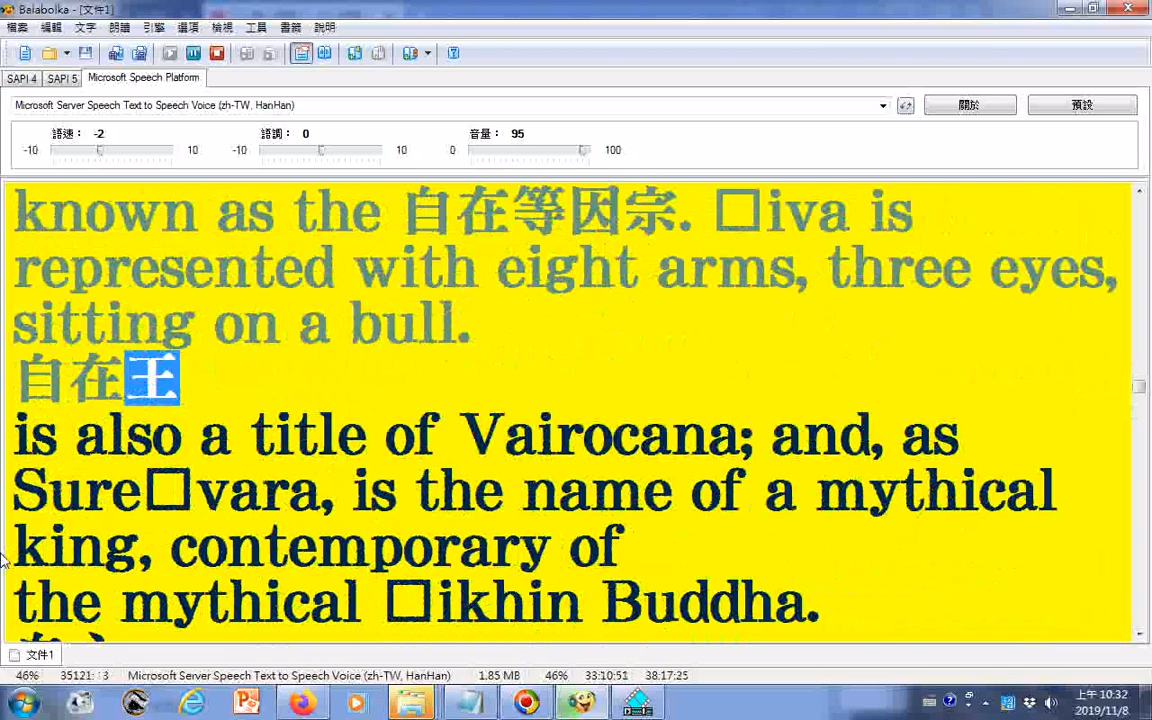 Balabolka - [文件1]
檔案 編輯 文字 朗讀 引擎 選項 檢視 工具 書籤 說明
SAPI 4 SAPI 5 Microsoft Speech Platform
Microsoft Server Speech Text to Speech Voice (zh-TW, HanHan) 關於 預設
語速： -2 語調： 0 音量： 95
-10 10 -10 10 0 100
known as the 自在等因宗. □iva is
represented with eight arms, three eyes,
sitting on a bull.
自在王
is also a title of Vairocana; and, as
Sure□vara, is the name of a mythical
king, contemporary of
the mythical □ikhin Buddha.
文件1
46% Microsoft Server Speech Text to Speech Voice (zh-TW, HanHan) 1.85 MB 46% 33:10:51 38:17:25
上午 10:32
2019/11/8